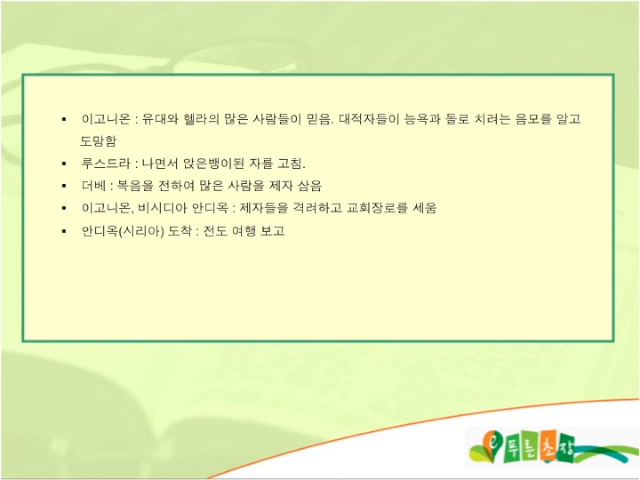 ▪ 이고니온 : 유대와 헬라의 많은 사람들이 믿음. 대적자들이 능욕과 돌로 치려는 음모를 알고
도망함
▪ 루스드라 : 나면서 앉은뱅이된 자를 고침.
▪ 더베 : 복음을 전하여 많은 사람을 제자 삼음
▪ 이고니온, 비시디아 안디옥 : 제자들을 격려하고 교회장로를 세움
▪ 안디옥(시리아) 도착 : 전도 여행 보고
e푸른초장